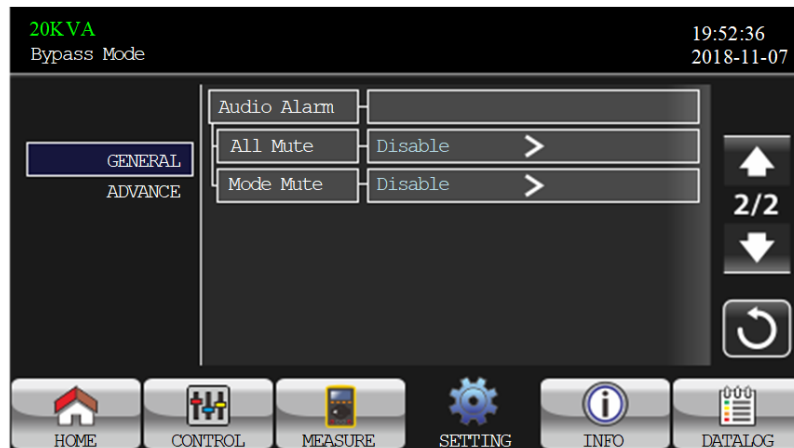 20KVA
Bypass Mode
19:52:36
2018-11-07
Audio Alarm
All Mute
Disable
>
Mode Mute
Disable
>
GENERAL
ADVANCE
2/2
HOME
CONTROL
MEASURE
SETTING
INFO
DATALOG